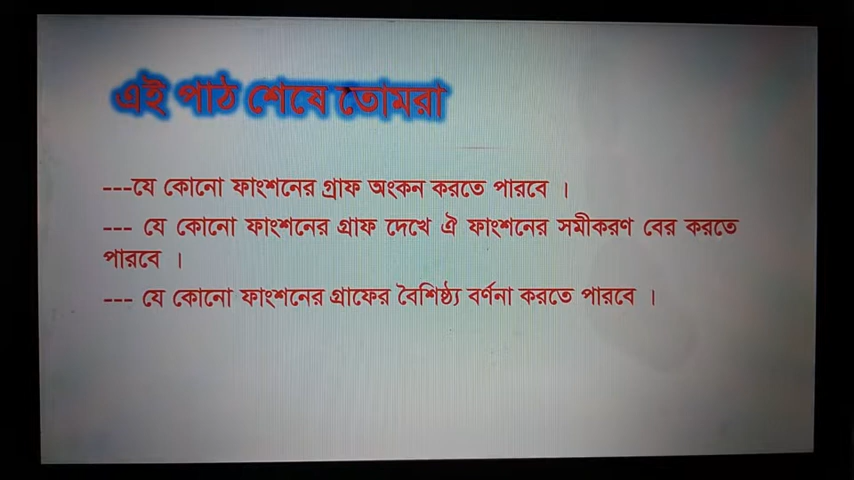 এই পাঠ শেষে তোমরা
---যে কোনো ফাংশনের গ্রাফ অংকন করতে পারবে ।
--- যে কোনো ফাংশনের গ্রাফ দেখে ঐ ফাংশনের সমীকরণ বের করতে
পারবে ।
--- যে কোনো ফাংশনের গ্রাফের বৈশিষ্ঠ্য বর্ণনা করতে পারবে ।